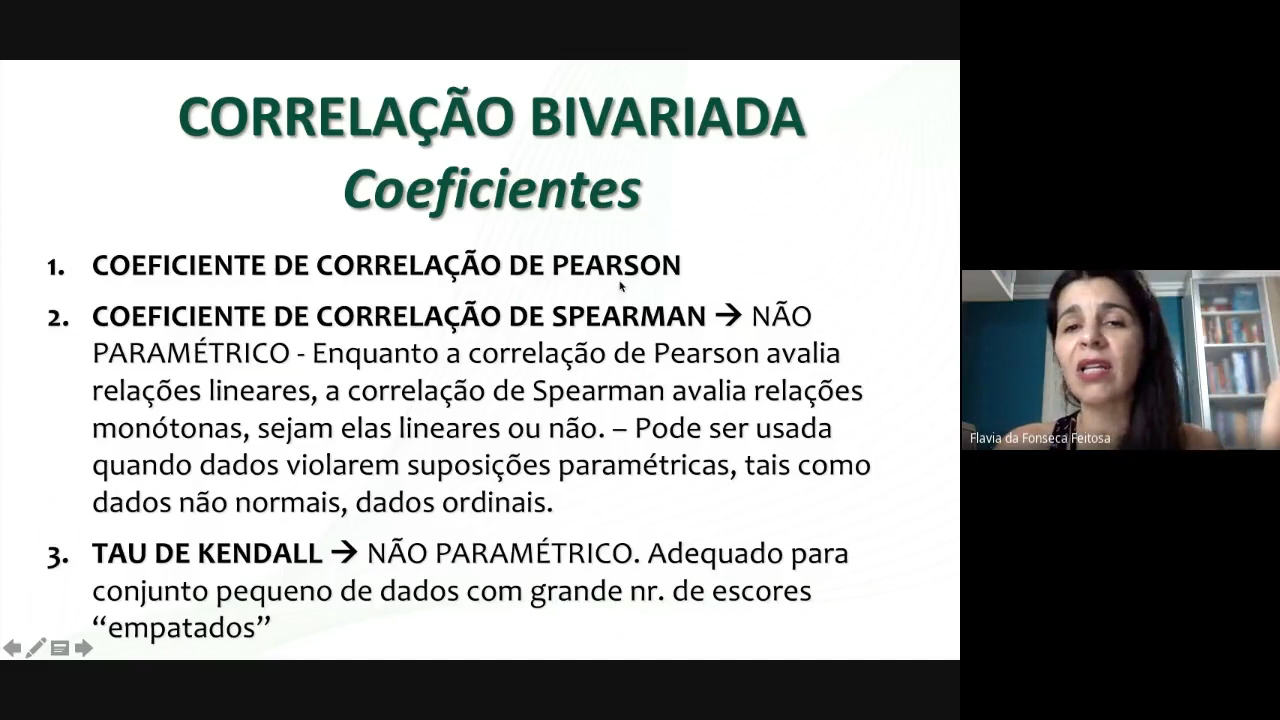 CORRELAÇÃO BIVARIADA
Coeficientes
1. COEFICIENTE DE CORRELAÇÃO DE PEARSON
2. COEFICIENTE DE CORRELAÇÃO DE SPEARMAN → NÃO
PARAMÉTRICO - Enquanto a correlação de Pearson avalia
relações lineares, a correlação de Spearman avalia relações
monótonas, sejam elas lineares ou não. – Pode ser usada
quando dados violarem suposições paramétricas, tais como
dados não normais, dados ordinais.
3. TAU DE KENDALL → NÃO PARAMÉTRICO. Adequado para
conjunto pequeno de dados com grande nr. de escores
“empatados”
Flavia da Fonseca Feitosa